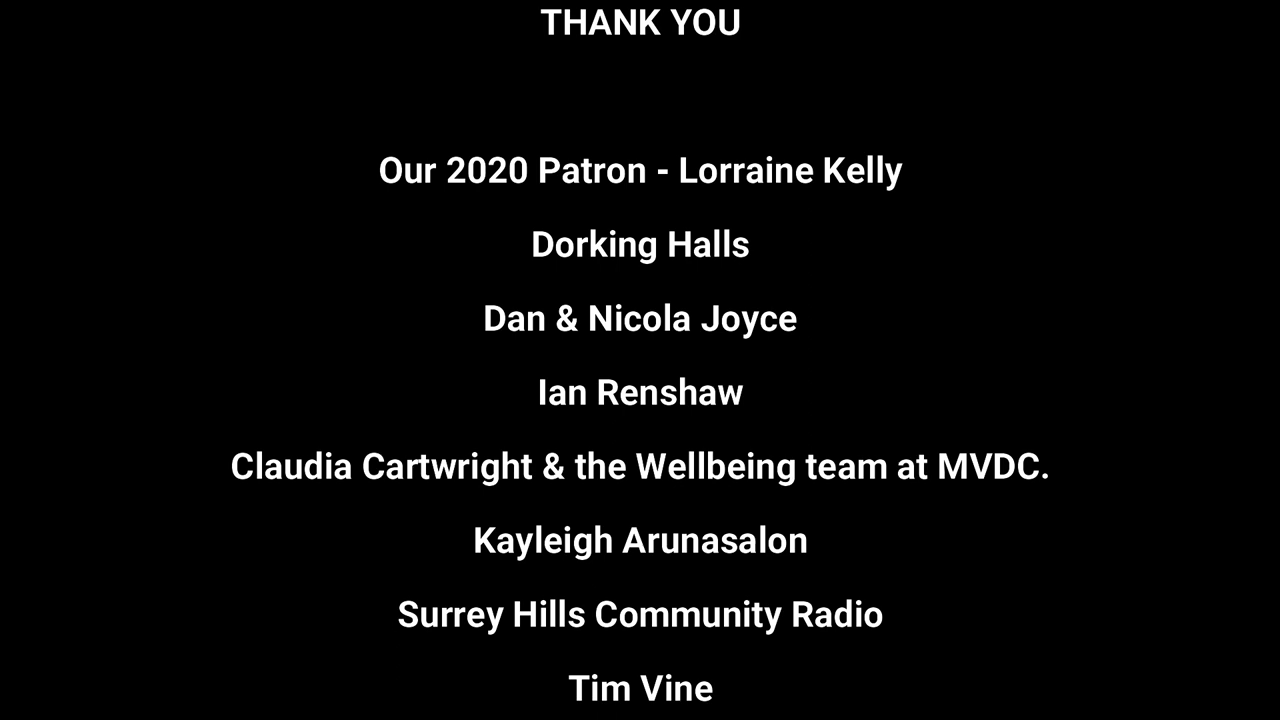 THANK YOU
Our 2020 Patron - Lorraine Kelly
Dorking Halls
Dan & Nicola Joyce
Ian Renshaw
Claudia Cartwright & the Wellbeing team at MVDC.
Kayleigh Arunasalon
Surrey Hills Community Radio
Tim Vine